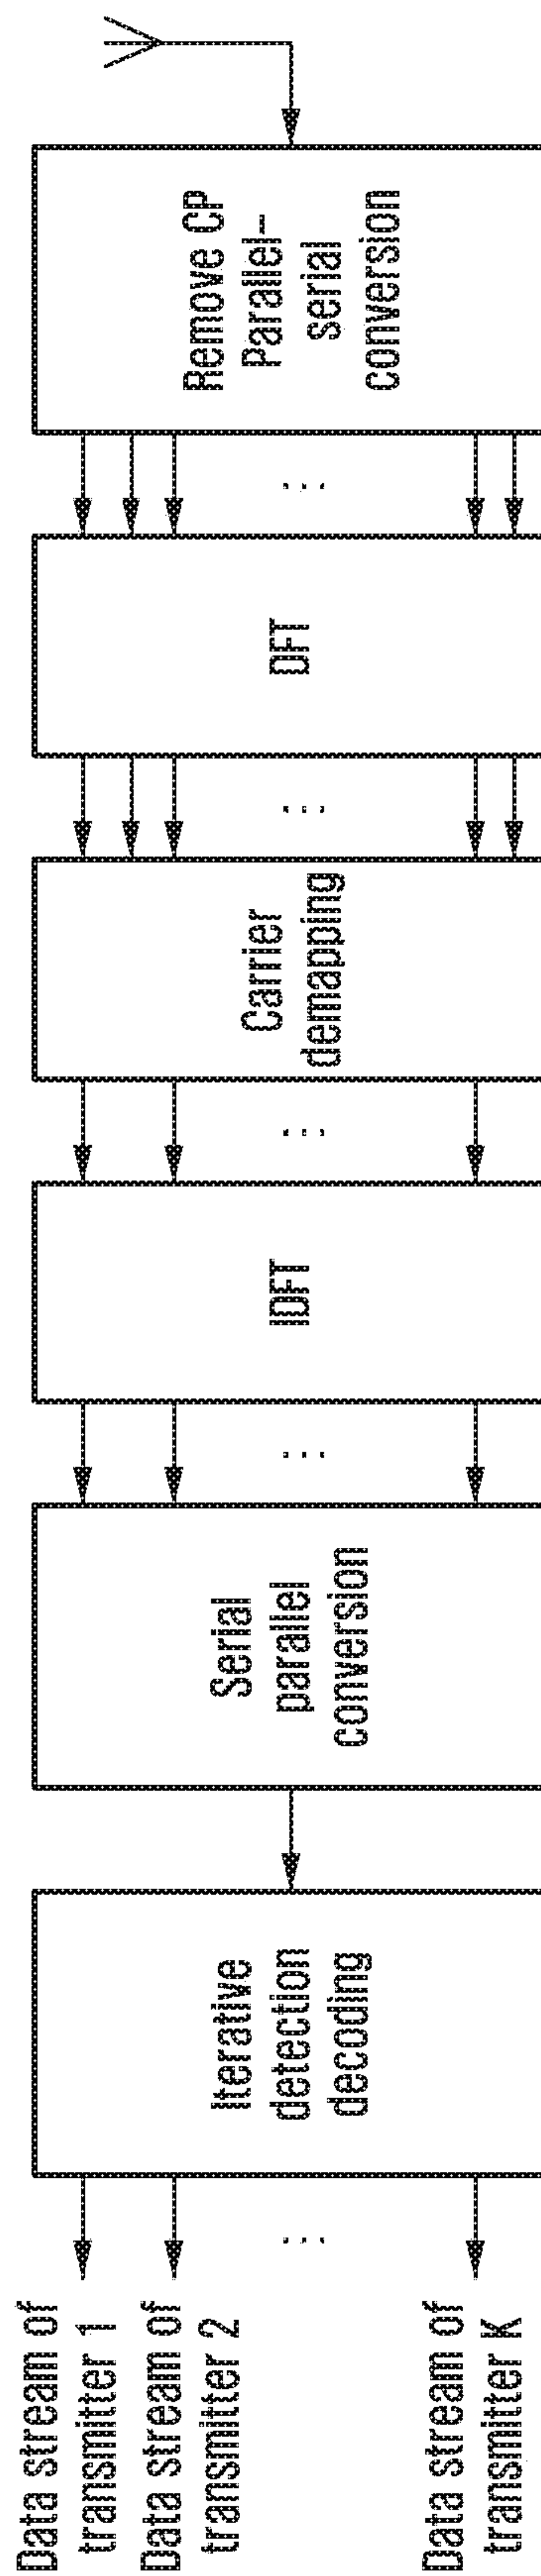 Remove CP
Parallel-
serial
conversion
...
DFT
...
Carrier
demapping
...
IDFT
...
Serial
parallel
conversion
Iterative
detection
decoding
...
Data stream of
transmitter 1
Data stream of
transmitter 2
Data stream of
transmitter K